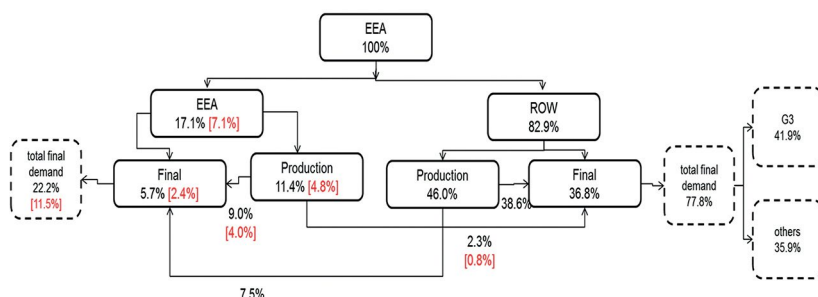 EEA
100%
EEA
17.1% [7.1%]
ROW
82.9%
G3
41.9%
total final
demand
22.2%
[11.5%]
Final
5.7% [2.4%]
Production
11.4% [4.8%]
Production
46.0%
Final
36.8%
total final
demand
77.8%
38.6%
9.0%
[4.0%]
2.3%
[0.8%]
others
35.9%
7.5%